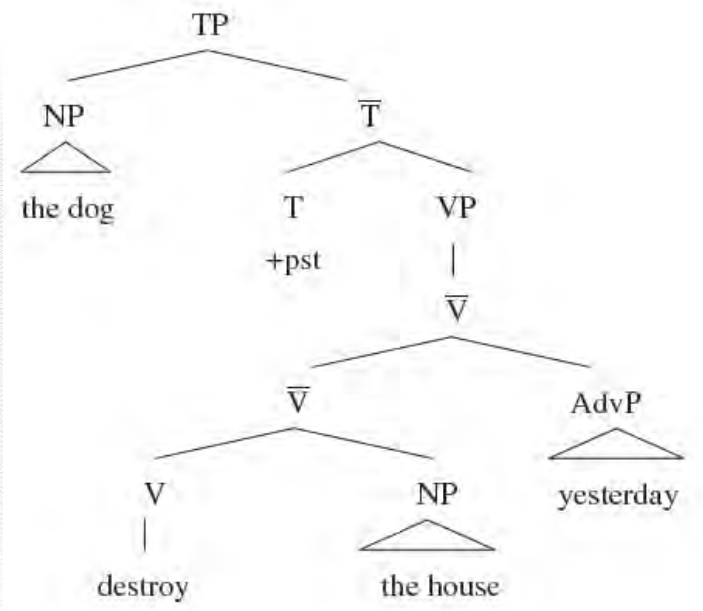 TP
NP T̅
the dog T VP
+pst
V̅
V̅ AdvP
V NP yesterday
destroy the house